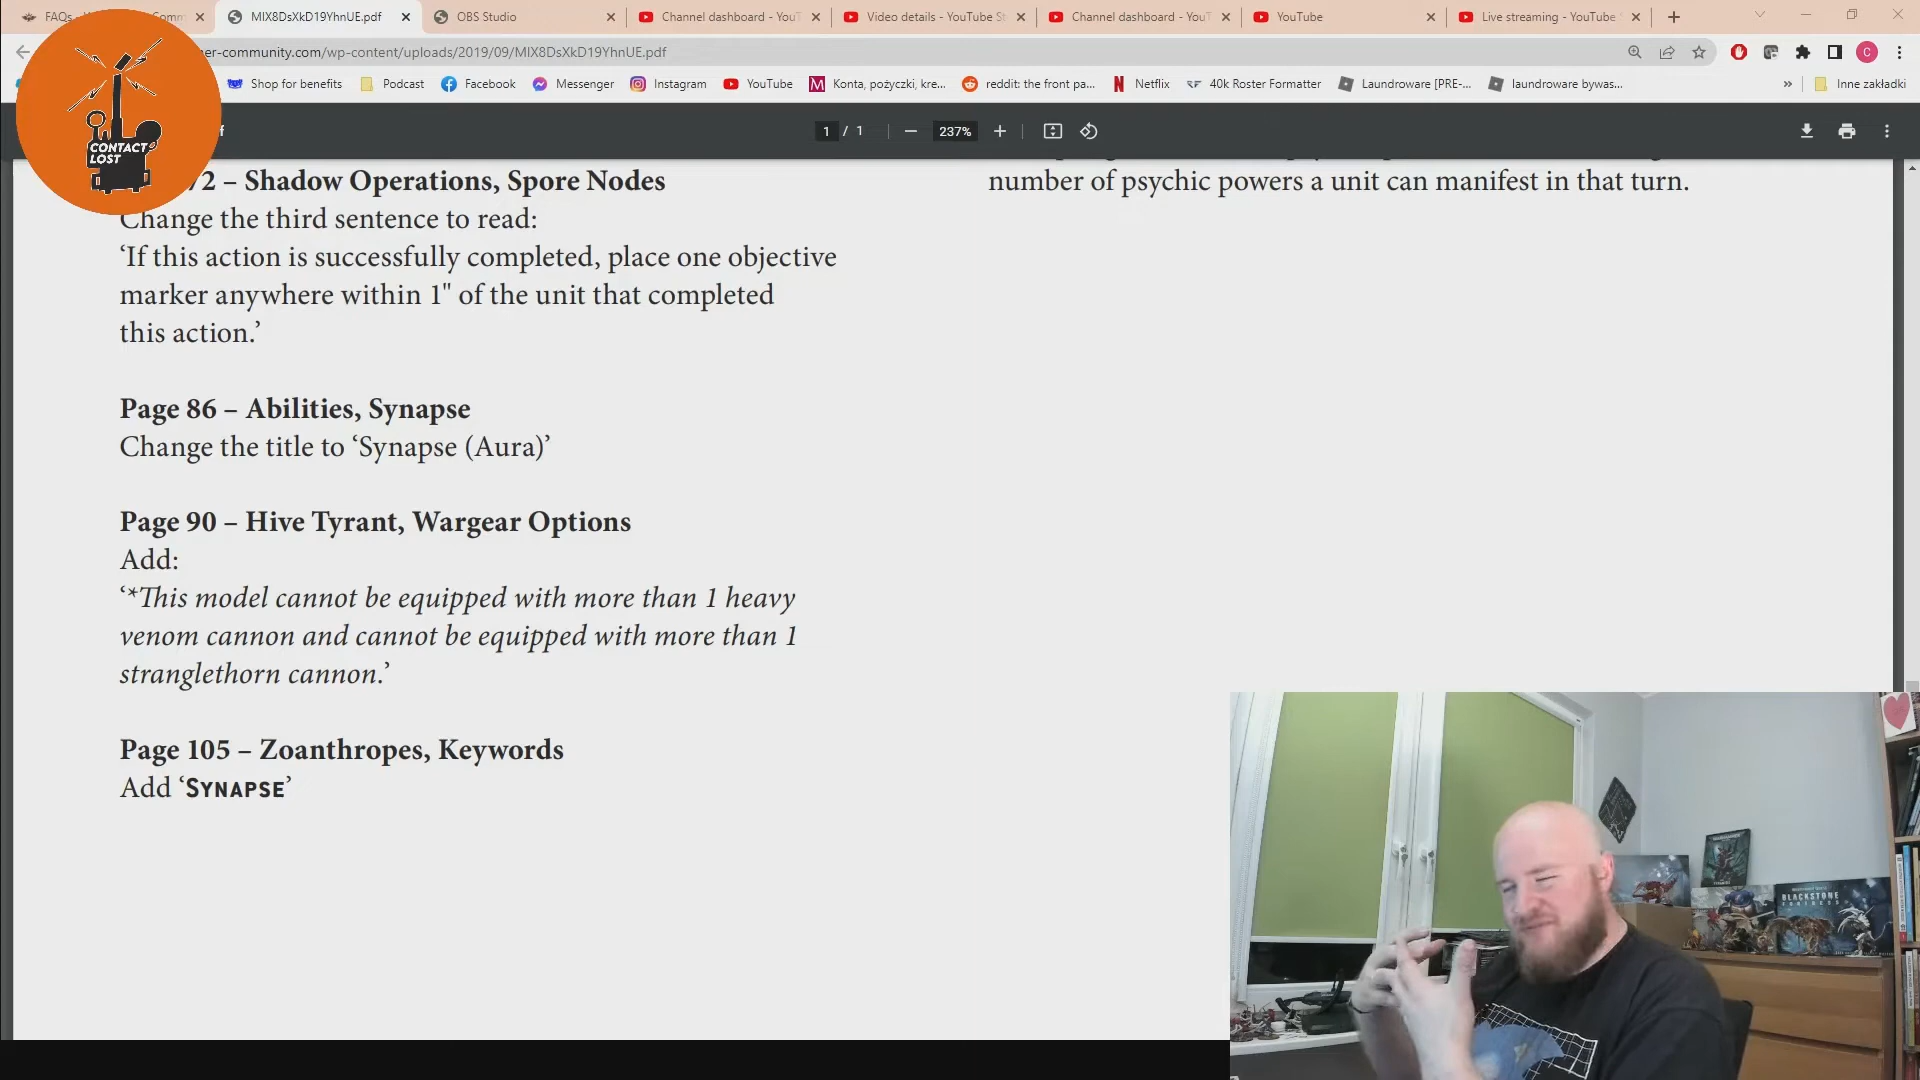 FAQs
MIX8DsXkD19YhnUE.pdf
OBS Studio
Channel dashboard - YouT
Video details - YouTube St
Channel dashboard - YouT
YouTube
Live streaming - YouTube
er-community.com/wp-content/uploads/2019/09/MIX8DsXkD19YhnUE.pdf
C
Shop for benefits
Podcast
Facebook
Messenger
Instagram
YouTube
Konta, pożyczki, kre...
reddit: the front pa...
Netflix
40k Roster Formatter
Laundroware [PRE-...
laundroware bywas...
»
Inne zakładki
f
1 / 1
237%
CONTACT
LOST
72 – Shadow Operations, Spore Nodes
Change the third sentence to read:
‘If this action is successfully completed, place one objective
marker anywhere within 1" of the unit that completed
this action.’
Page 86 – Abilities, Synapse
Change the title to ‘Synapse (Aura)’
Page 90 – Hive Tyrant, Wargear Options
Add:
‘*This model cannot be equipped with more than 1 heavy
venom cannon and cannot be equipped with more than 1
stranglethorn cannon.’
Page 105 – Zoanthropes, Keywords
Add ‘SYNAPSE’
number of psychic powers a unit can manifest in that turn.
BLACKSTONE
FORTRESS